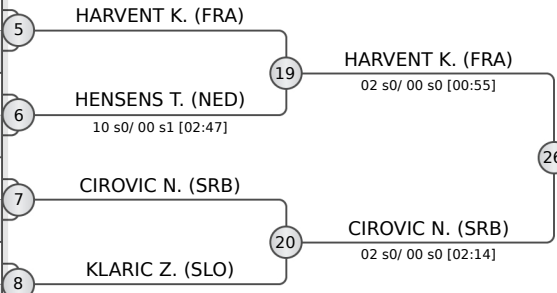 HARVENT K. (FRA)
5
19
HARVENT K. (FRA)
02 s0/ 00 s0 [00:55]
HENSENS T. (NED)
6
10 s0/ 00 s1 [02:47]
26
CIROVIC N. (SRB)
7
20
CIROVIC N. (SRB)
02 s0/ 00 s0 [02:14]
KLARIC Z. (SLO)
8